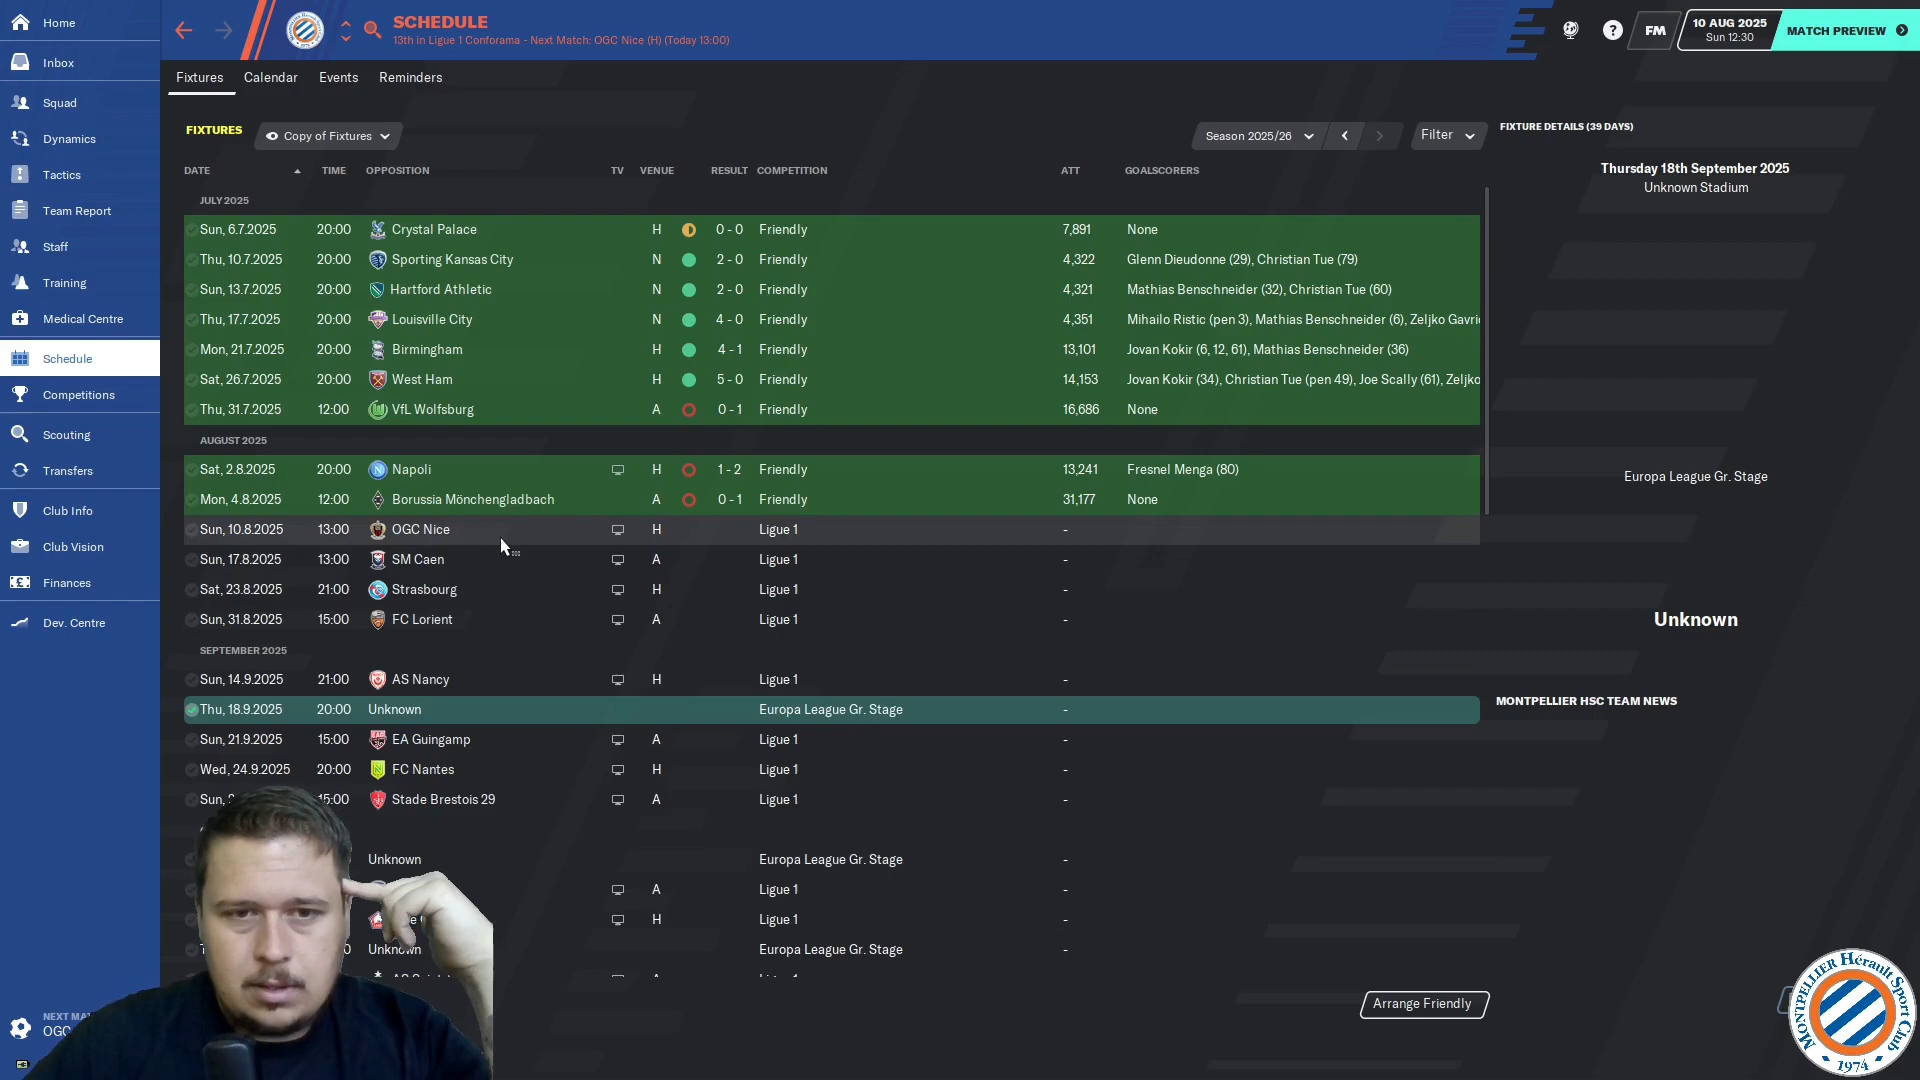 Home
Inbox
Squad
Dynamics
Tactics
Team Report
Staff
Training
Medical Centre
Schedule
Competitions
Scouting
Transfers
Club Info
Club Vision
Finances
Dev. Centre
SCHEDULE
13th in Ligue 1 Conforama - Next Match: OGC Nice (H) (Today 13:00)
? FM 10 AUG 2025 Sun 12:30 MATCH PREVIEW
Fixtures Calendar Events Reminders
FIXTURES Copy of Fixtures Season 2025/26 Filter
DATE TIME OPPOSITION TV VENUE RESULT COMPETITION ATT GOALSCORERS
JULY 2025
Sun, 6.7.2025 20:00 Crystal Palace H 0 - 0 Friendly 7,891 None
Thu, 10.7.2025 20:00 Sporting Kansas City N 2 - 0 Friendly 4,322 Glenn Dieudonne (29), Christian Tue (79)
Sun, 13.7.2025 20:00 Hartford Athletic N 2 - 0 Friendly 4,321 Mathias Benschneider (32), Christian Tue (60)
Thu, 17.7.2025 20:00 Louisville City N 4 - 0 Friendly 4,351 Mihailo Ristic (pen 3), Mathias Benschneider (6), Zeljko Gavri
Mon, 21.7.2025 20:00 Birmingham H 4 - 1 Friendly 13,101 Jovan Kokir (6, 12, 61), Mathias Benschneider (36)
Sat, 26.7.2025 20:00 West Ham H 5 - 0 Friendly 14,153 Jovan Kokir (34), Christian Tue (pen 49), Joe Scally (61), Zeljko
Thu, 31.7.2025 12:00 VfL Wolfsburg A 0 - 1 Friendly 16,686 None
AUGUST 2025
Sat, 2.8.2025 20:00 Napoli H 1 - 2 Friendly 13,241 Fresnel Menga (80)
Mon, 4.8.2025 12:00 Borussia Mönchengladbach A 0 - 1 Friendly 31,177 None
Sun, 10.8.2025 13:00 OGC Nice H Ligue 1 -
Sun, 17.8.2025 13:00 SM Caen A Ligue 1 -
Sat, 23.8.2025 21:00 Strasbourg H Ligue 1 -
Sun, 31.8.2025 15:00 FC Lorient A Ligue 1 -
SEPTEMBER 2025
Sun, 14.9.2025 21:00 AS Nancy H Ligue 1 -
Thu, 18.9.2025 20:00 Unknown Europa League Gr. Stage -
Sun, 21.9.2025 15:00 EA Guingamp A Ligue 1 -
Wed, 24.9.2025 20:00 FC Nantes H Ligue 1 -
Sun, 15:00 Stade Brestois 29 A Ligue 1 -
Unknown Europa League Gr. Stage -
A Ligue 1 -
H Ligue 1 -
Unknown Europa League Gr. Stage -
Arrange Friendly
FIXTURE DETAILS (39 DAYS)
Thursday 18th September 2025
Unknown Stadium
Europa League Gr. Stage
Unknown
MONTPELLIER HSC TEAM NEWS
NEXT MA
OGC
MONTPELLIER Hérault Sport Club
1974